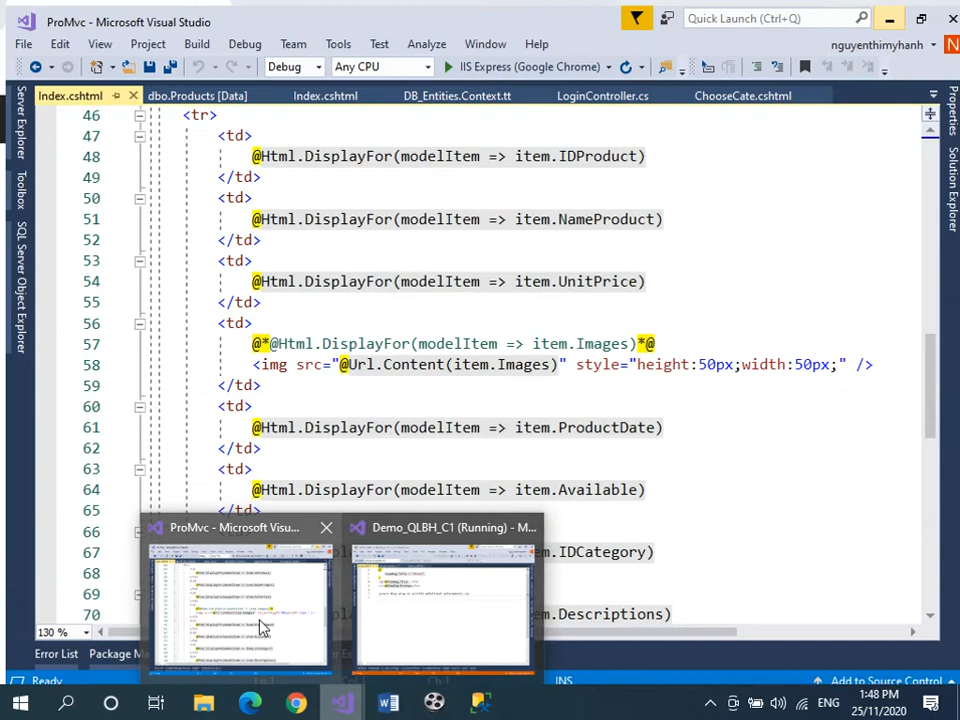 ProMvc - Microsoft Visual Studio
Quick Launch (Ctrl+Q)
File Edit View Project Build Debug Team Tools Test Analyze Window Help
nguyenthimyhanh
N
Debug Any CPU IIS Express (Google Chrome)
Index.cshtml dbo.Products [Data] Index.cshtml DB_Entities.Context.tt LoginController.cs ChooseCate.cshtml
Server Explorer
Toolbox
SQL Server Object Explorer
Properties
Solution Explorer
46 <tr>
47 <td>
48 @Html.DisplayFor(modelItem => item.IDProduct)
49 </td>
50 <td>
51 @Html.DisplayFor(modelItem => item.NameProduct)
52 </td>
53 <td>
54 @Html.DisplayFor(modelItem => item.UnitPrice)
55 </td>
56 <td>
57 @*@Html.DisplayFor(modelItem => item.Images)*@
58 <img src="@Url.Content(item.Images)" style="height:50px;width:50px;" />
59 </td>
60 <td>
61 @Html.DisplayFor(modelItem => item.ProductDate)
62 </td>
63 <td>
64 @Html.DisplayFor(modelItem => item.Available)
65 </td>
66
67 m.IDCategory)
68
69
70 m.Descriptions)
ProMvc - Microsoft Visu... Demo_QLBH_C1 (Running) - M...
130 %
Error List Package Ma
Ready INS Add to Source Control
ENG
1:48 PM
25/11/2020